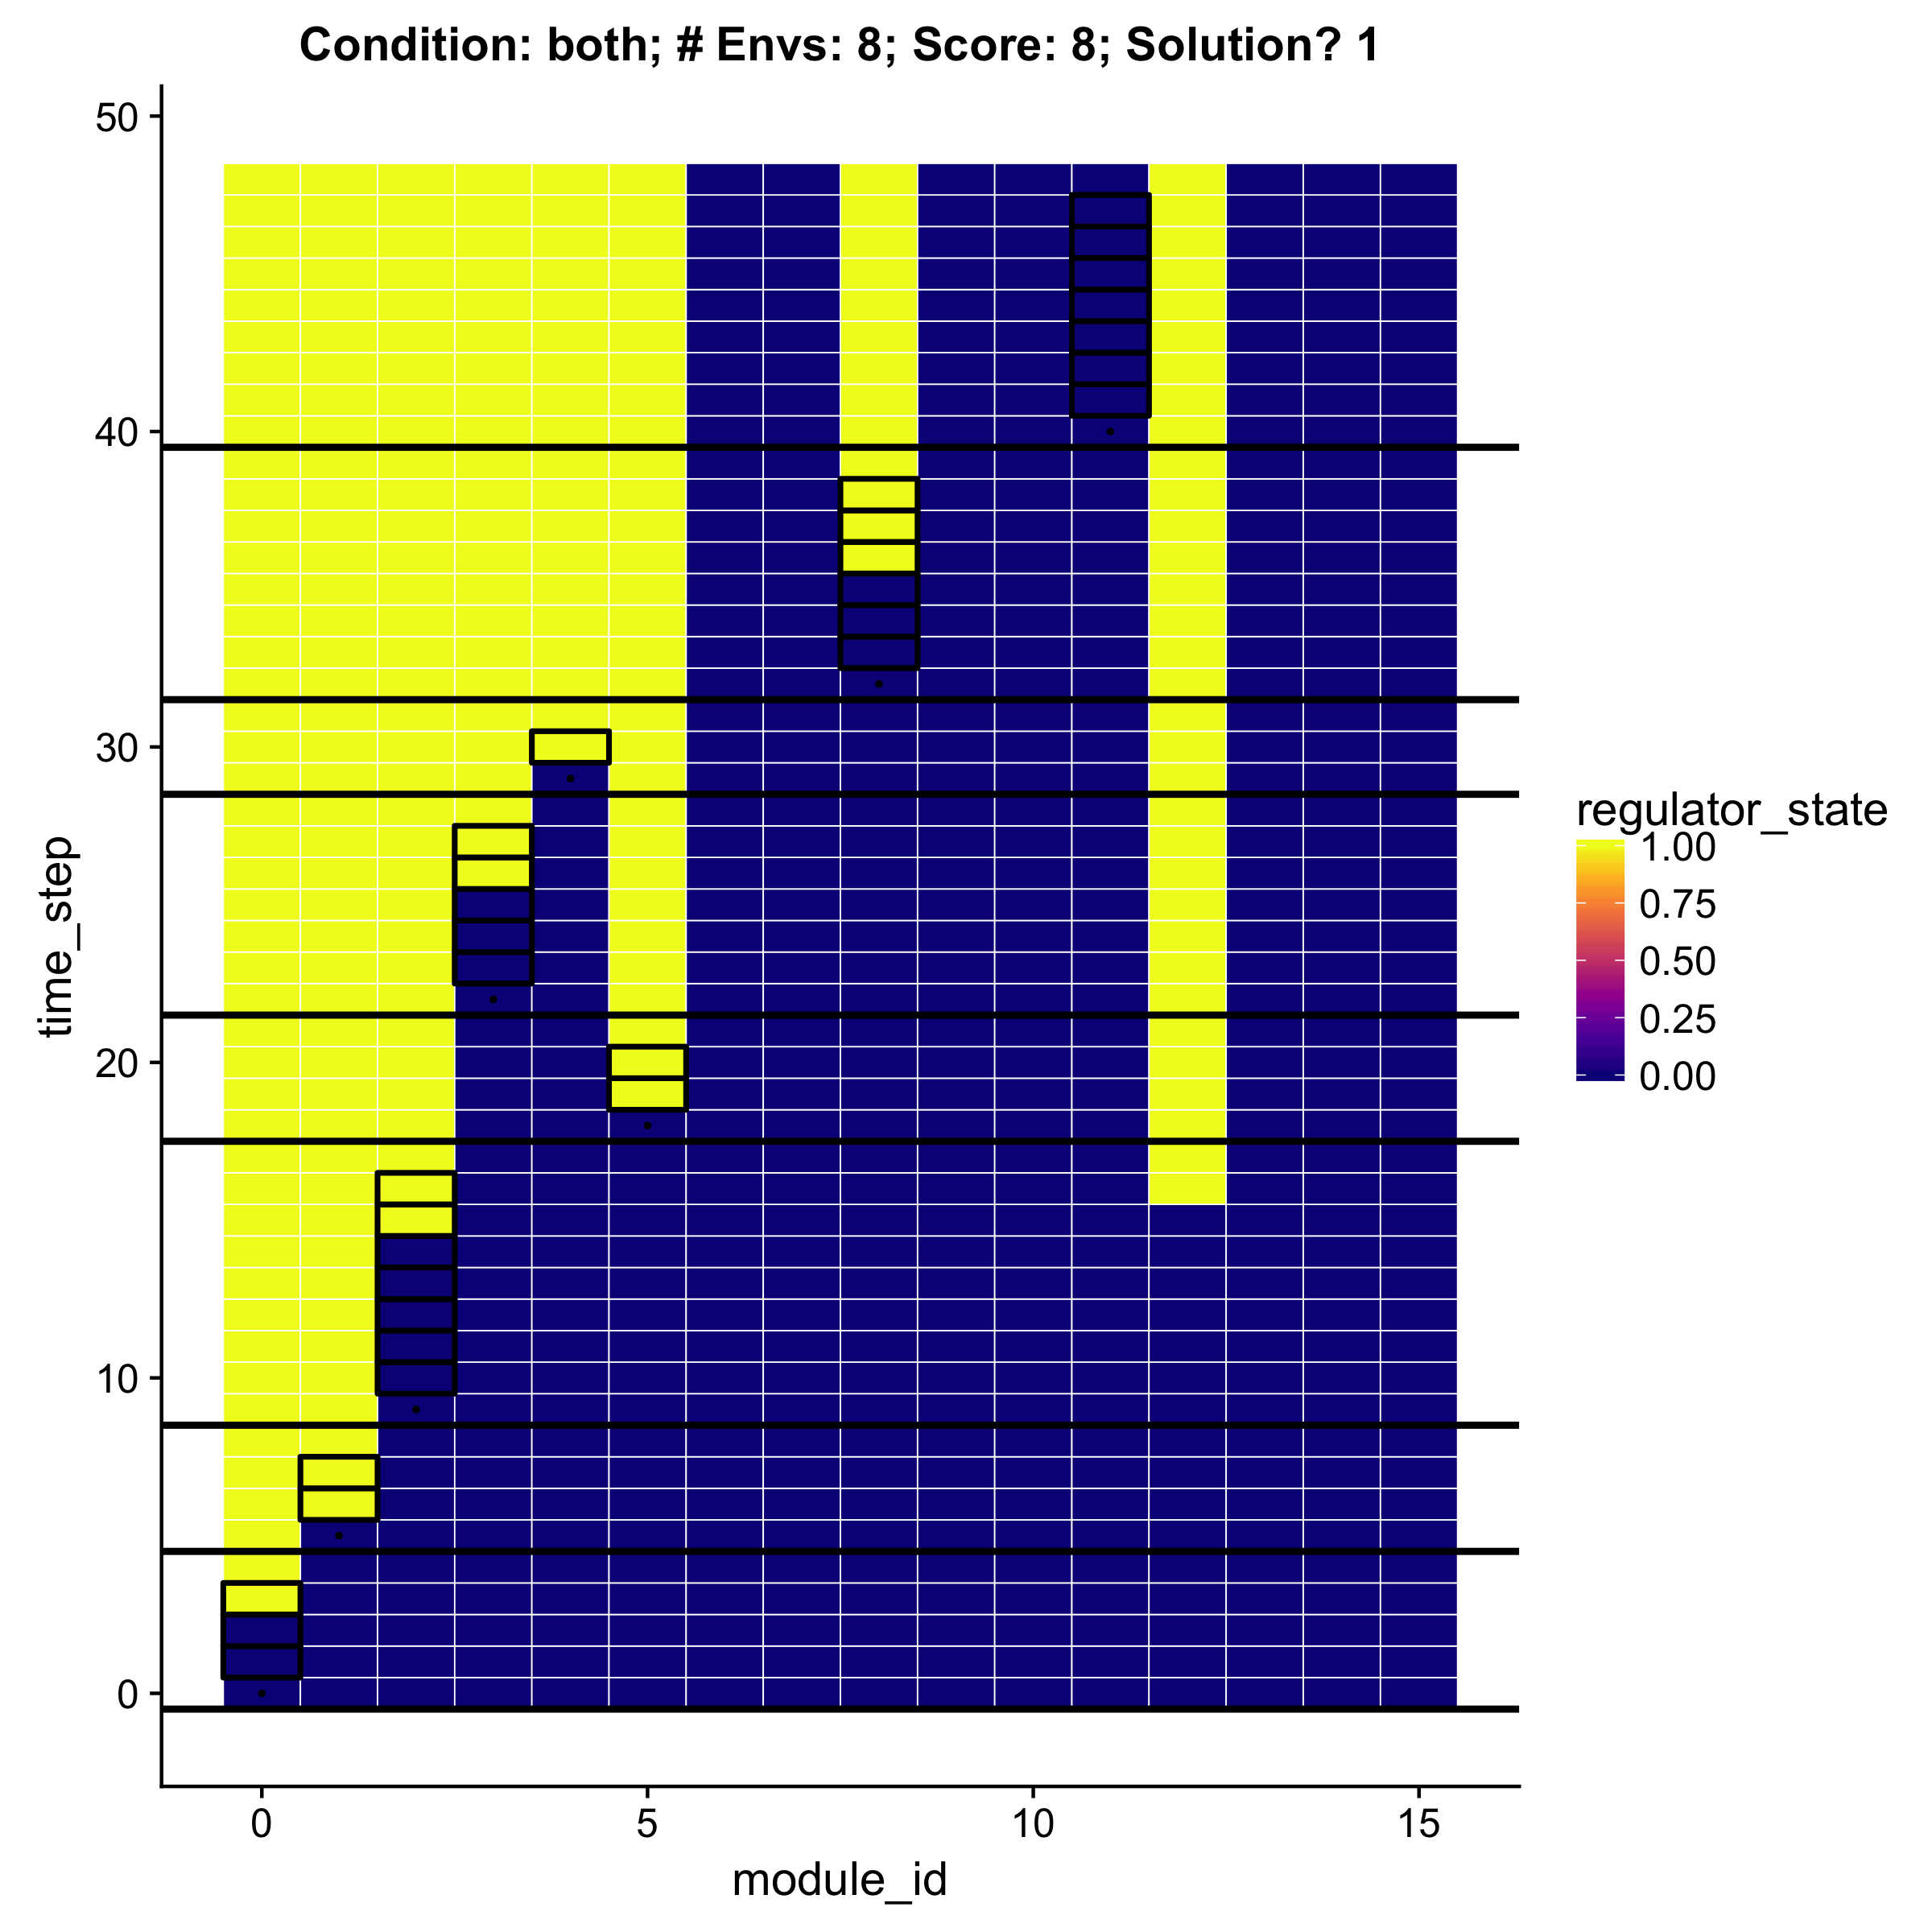 Condition: both; # Envs: 8; Score: 8; Solution? 1
50
40
30
20
10
0
time_step
0 5 10 15
module_id
regulator_state
1.00
0.75
0.50
0.25
0.00